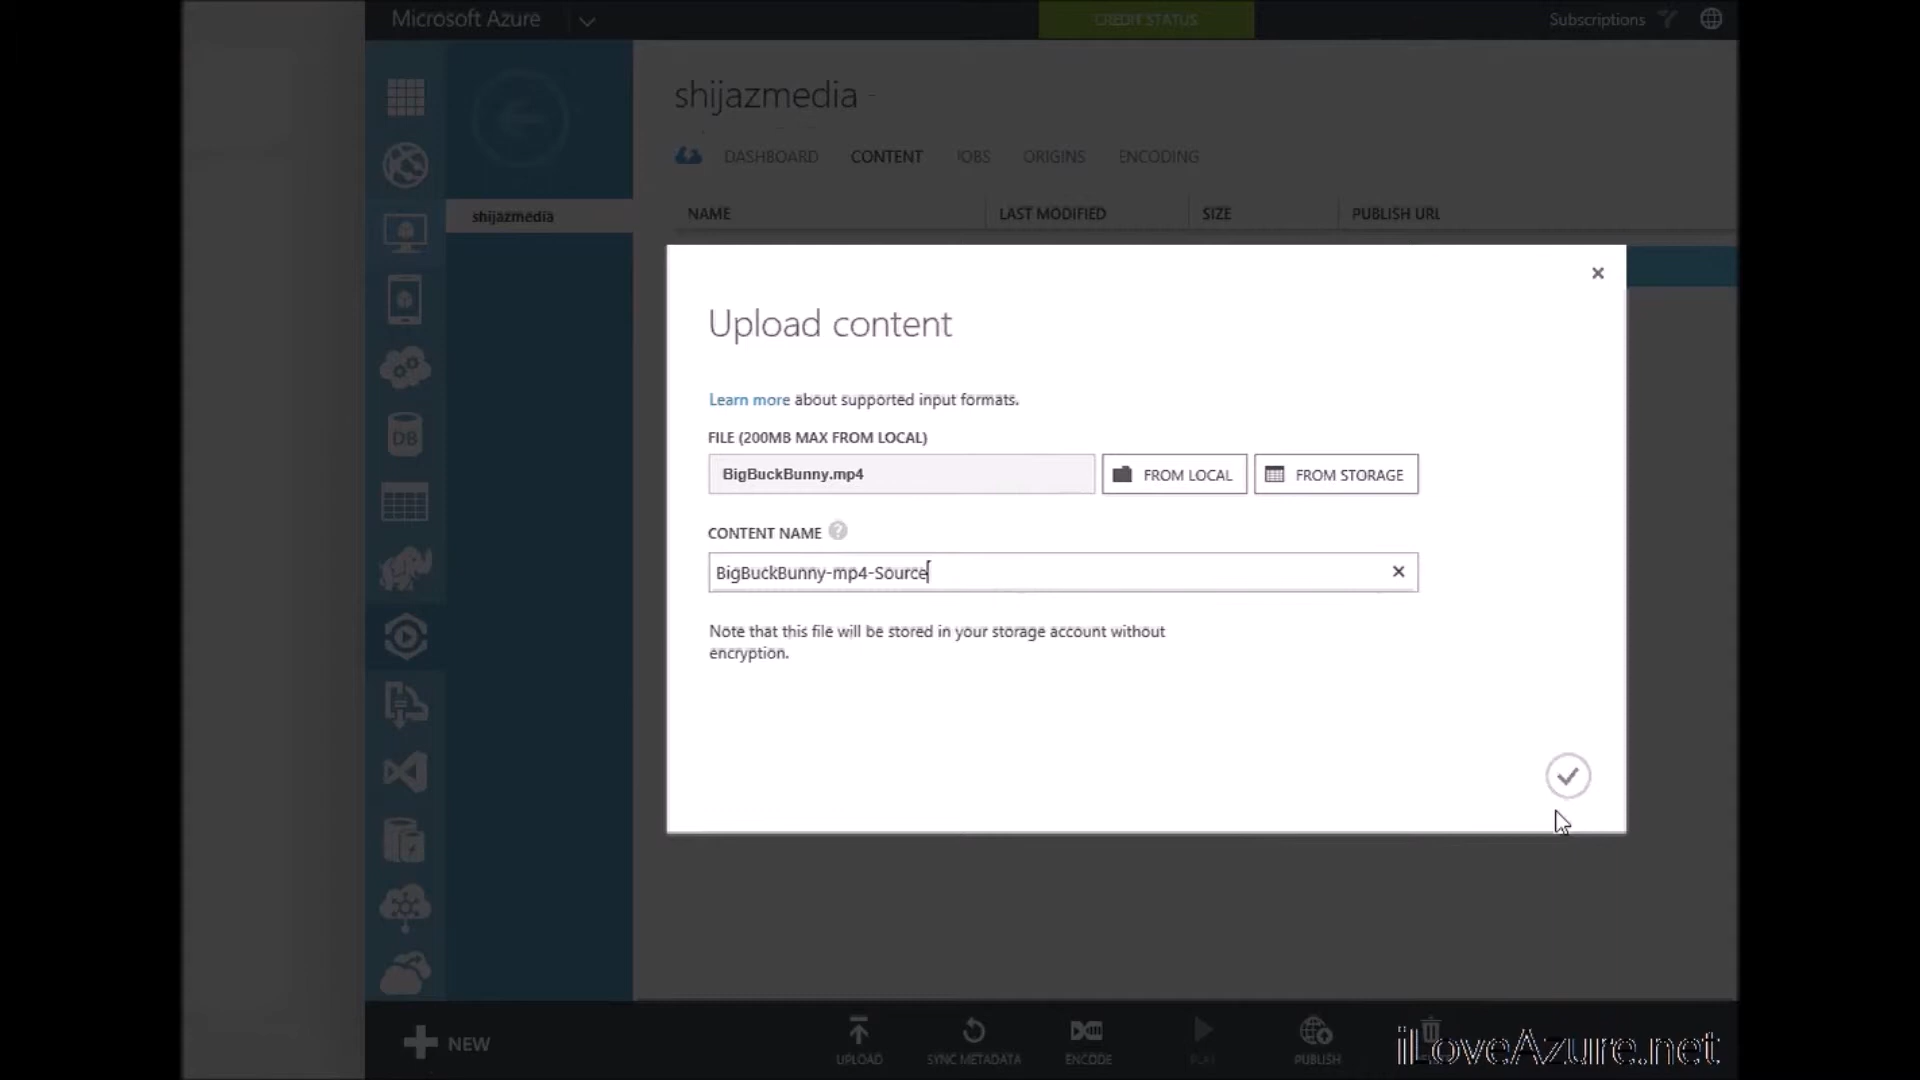 Microsoft Azure
CREDIT STATUS
Subscriptions
shijazmedia -
DASHBOARD
CONTENT
JOBS
ORIGINS
ENCODING
shijazmedia
NAME
LAST MODIFIED
SIZE
PUBLISH URL
Upload content
Learn more about supported input formats.
FILE (200MB MAX FROM LOCAL)
BigBuckBunny.mp4
FROM LOCAL
FROM STORAGE
CONTENT NAME ?
BigBuckBunny-mp4-Source
Note that this file will be stored in your storage account without
encryption.
DB
NEW
UPLOAD
SYNC METADATA
ENCODE
PLAY
PUBLISH
iLoveAzure.net